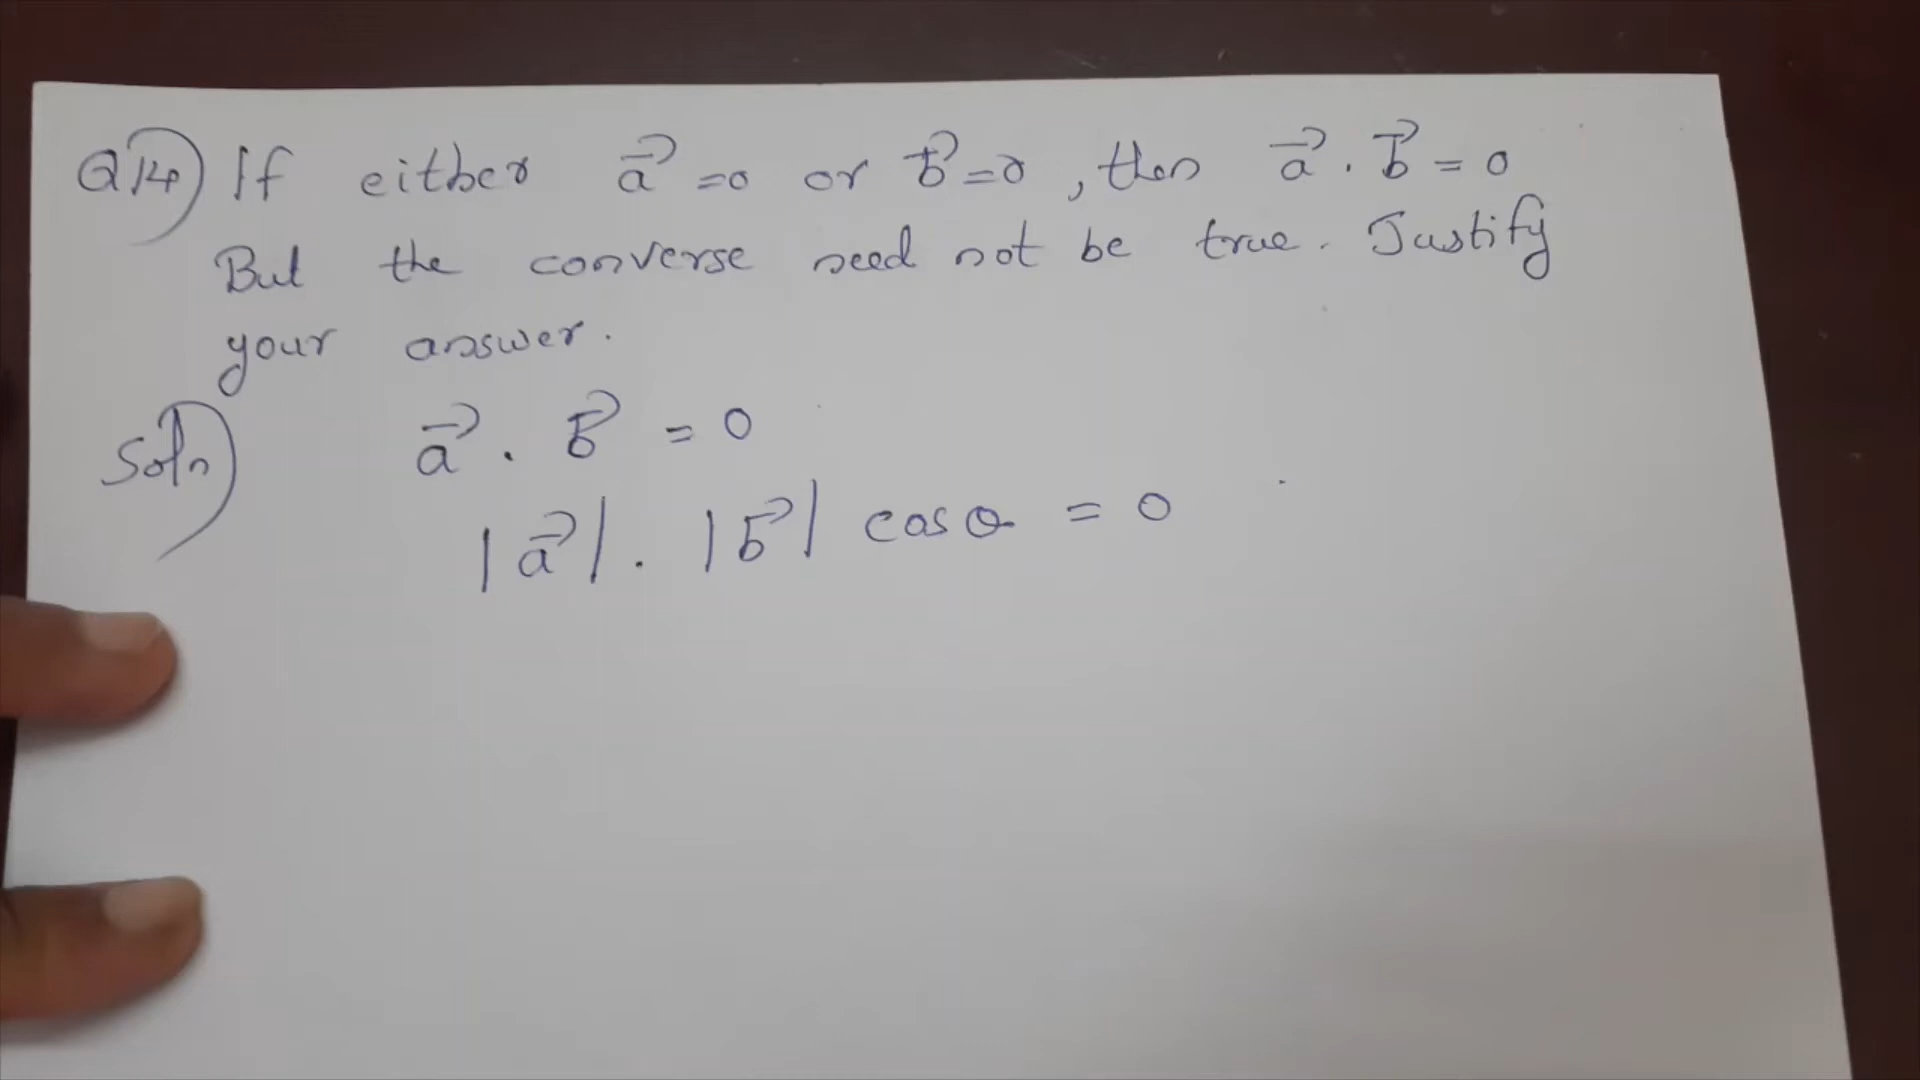 Q14) If either a⃗ =0 or b⃗ =0, then a⃗ . b⃗ = 0
But the converse need not be true. Justify
your answer.
Soln) a⃗ . b⃗ = 0
|a⃗| . |b⃗| cos θ = 0